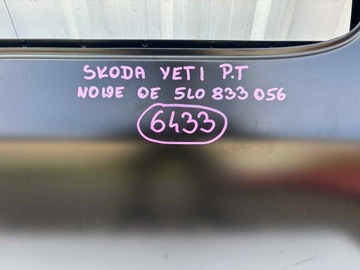 SKODA YETI P.T
NOWE OE 5L0 833 056
6433